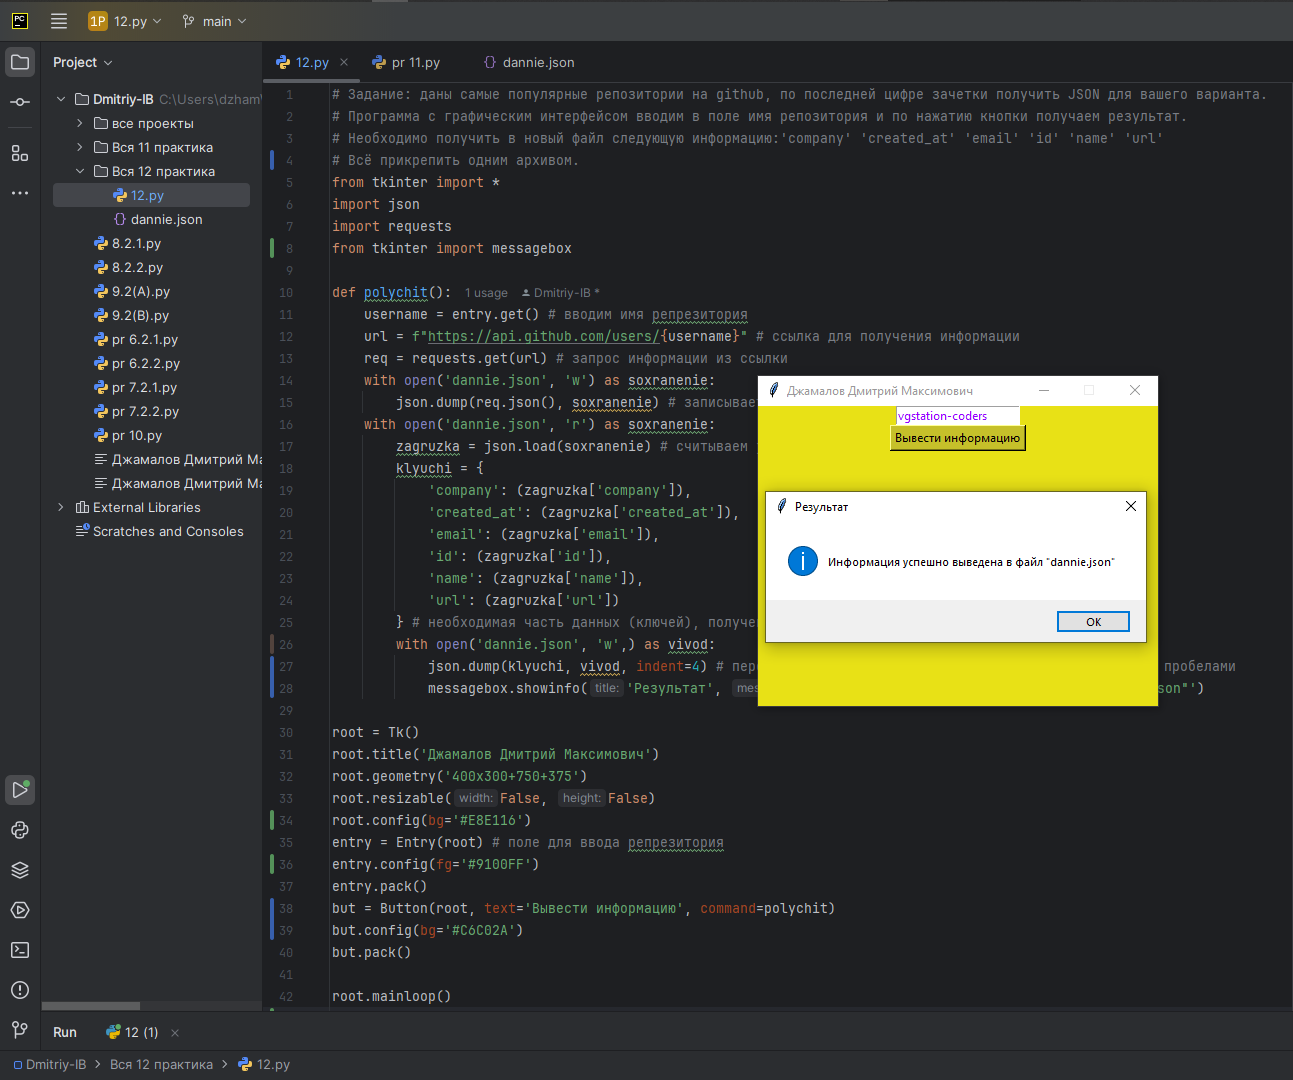 PC
1P 12.py
main
Project
12.py
pr 11.py
{} dannie.json
Dmitriy-IB C:\Users\dzham\
все проекты
Вся 11 практика
Вся 12 практика
12.py
{} dannie.json
8.2.1.py
8.2.2.py
9.2(A).py
9.2(B).py
pr 6.2.1.py
pr 6.2.2.py
pr 7.2.1.py
pr 7.2.2.py
pr 10.py
Джамалов Дмитрий Ма
Джамалов Дмитрий Ма
External Libraries
Scratches and Consoles
1 # Задание: даны самые популярные репозитории на github, по последней цифре зачетки получить JSON для вашего варианта.
2 # Программа с графическим интерфейсом вводим в поле имя репозитория и по нажатию кнопки получаем результат.
3 # Необходимо получить в новый файл следующую информацию:'company' 'created_at' 'email' 'id' 'name' 'url'
4 # Всё прикрепить одним архивом.
5 from tkinter import *
6 import json
7 import requests
8 from tkinter import messagebox
9
10 def polychit(): 1 usage Dmitriy-IB *
11 username = entry.get() # вводим имя репрезитория
12 url = f"https://api.github.com/users/{username}" # ссылка для получения информации
13 req = requests.get(url) # запрос информации из ссылки
14 with open('dannie.json', 'w') as soxranenie:
15 json.dump(req.json(), soxranenie) # записывает
16 with open('dannie.json', 'r') as soxranenie:
17 zagruzka = json.load(soxranenie) # считываем
18 klyuchi = {
19 'company': (zagruzka['company']),
20 'created_at': (zagruzka['created_at']),
21 'email': (zagruzka['email']),
22 'id': (zagruzka['id']),
23 'name': (zagruzka['name']),
24 'url': (zagruzka['url'])
25 } # необходимая часть данных (ключей), получе
26 with open('dannie.json', 'w',) as vivod:
27 json.dump(klyuchi, vivod, indent=4) # пер пробелами
28 messagebox.showinfo( title: 'Результат', mes son"')
29
30 root = Tk()
31 root.title('Джамалов Дмитрий Максимович')
32 root.geometry('400x300+750+375')
33 root.resizable( width: False, height: False)
34 root.config(bg='#E8E116')
35 entry = Entry(root) # поле для ввода репрезитория
36 entry.config(fg='#9100FF')
37 entry.pack()
38 but = Button(root, text='Вывести информацию', command=polychit)
39 but.config(bg='#C6C02A')
40 but.pack()
41
42 root.mainloop()
Джамалов Дмитрий Максимович
vgstation-coders
Вывести информацию
Результат
Информация успешно выведена в файл "dannie.json"
OK
Run
12 (1)
Dmitriy-IB > Вся 12 практика > 12.py